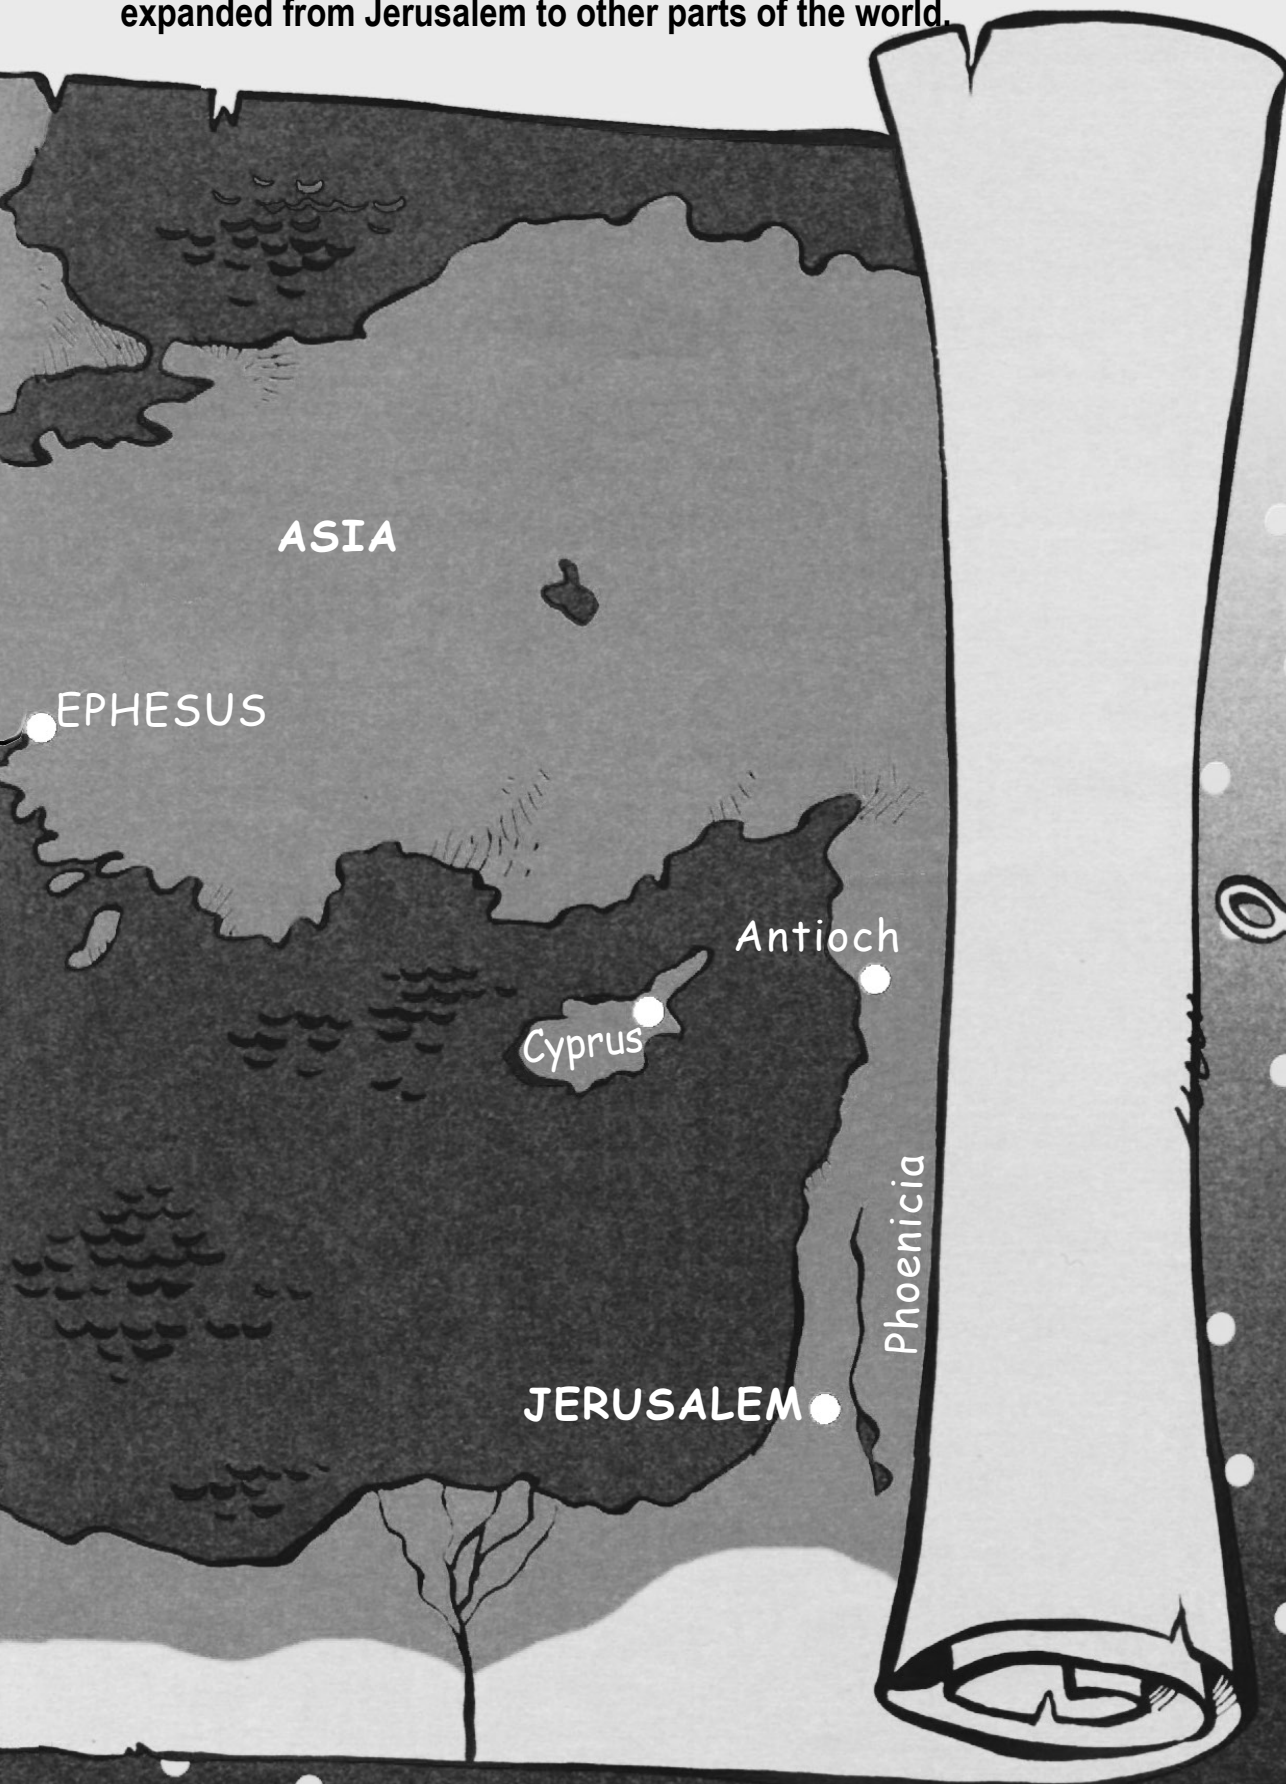 expanded from Jerusalem to other parts of the world.
ASIA
EPHESUS
Antioch
Cyprus
Phoenicia
JERUSALEM